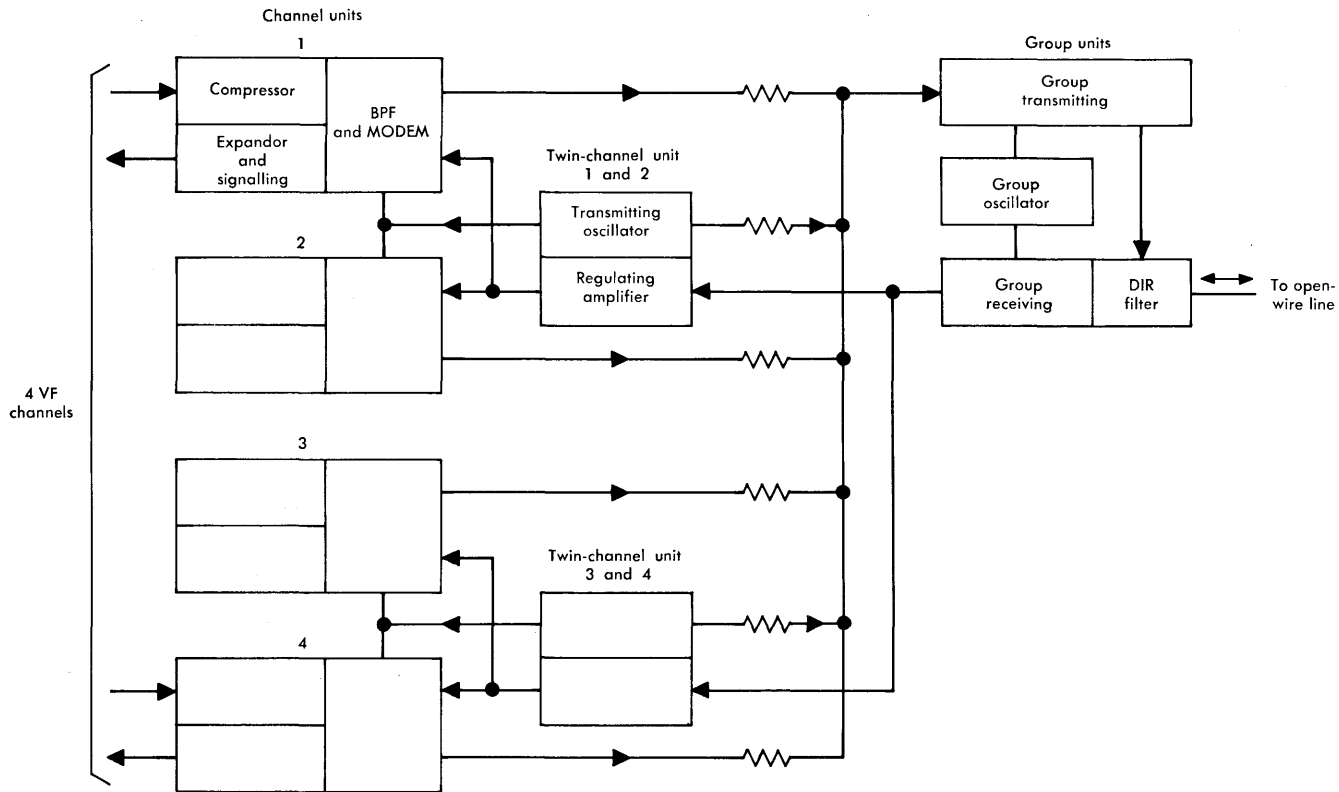 Channel units
1
Compressor
Expandor
and
signalling
BPF
and MODEM
Twin-channel unit
1 and 2
Transmitting
oscillator
Regulating
amplifier
2
4 VF
channels
3
Twin-channel unit
3 and 4
4
Group units
Group
transmitting
Group
oscillator
Group
receiving
DIR
filter
To open-
wire line